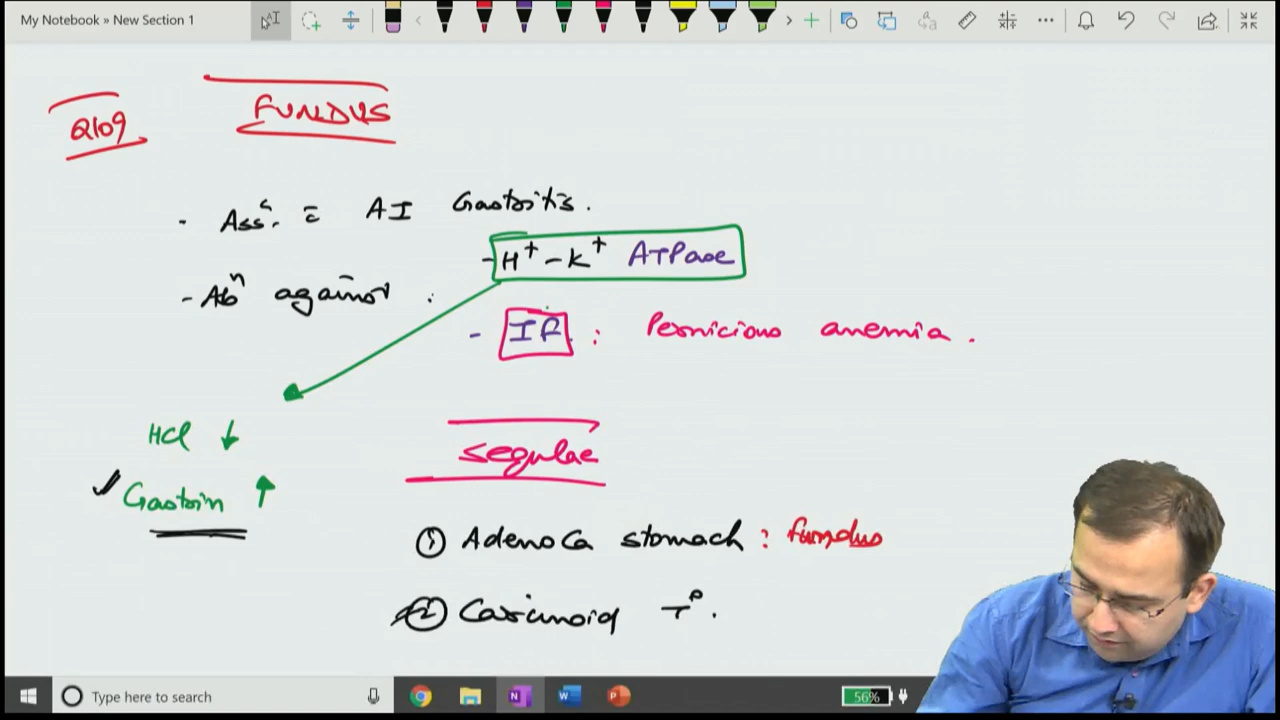 My Notebook » New Section 1
Q109
FUNDUS
- Assc. c̄ AI Gastritis.
- Abn against :
- H+ - K+ ATPase
- IF : Pernicious anemia.
HCl ↓
✓ Gastrin ↑
Sequlae
① AdenoCa stomach : fundus
② Carcinoid T^R.
Type here to search
56%